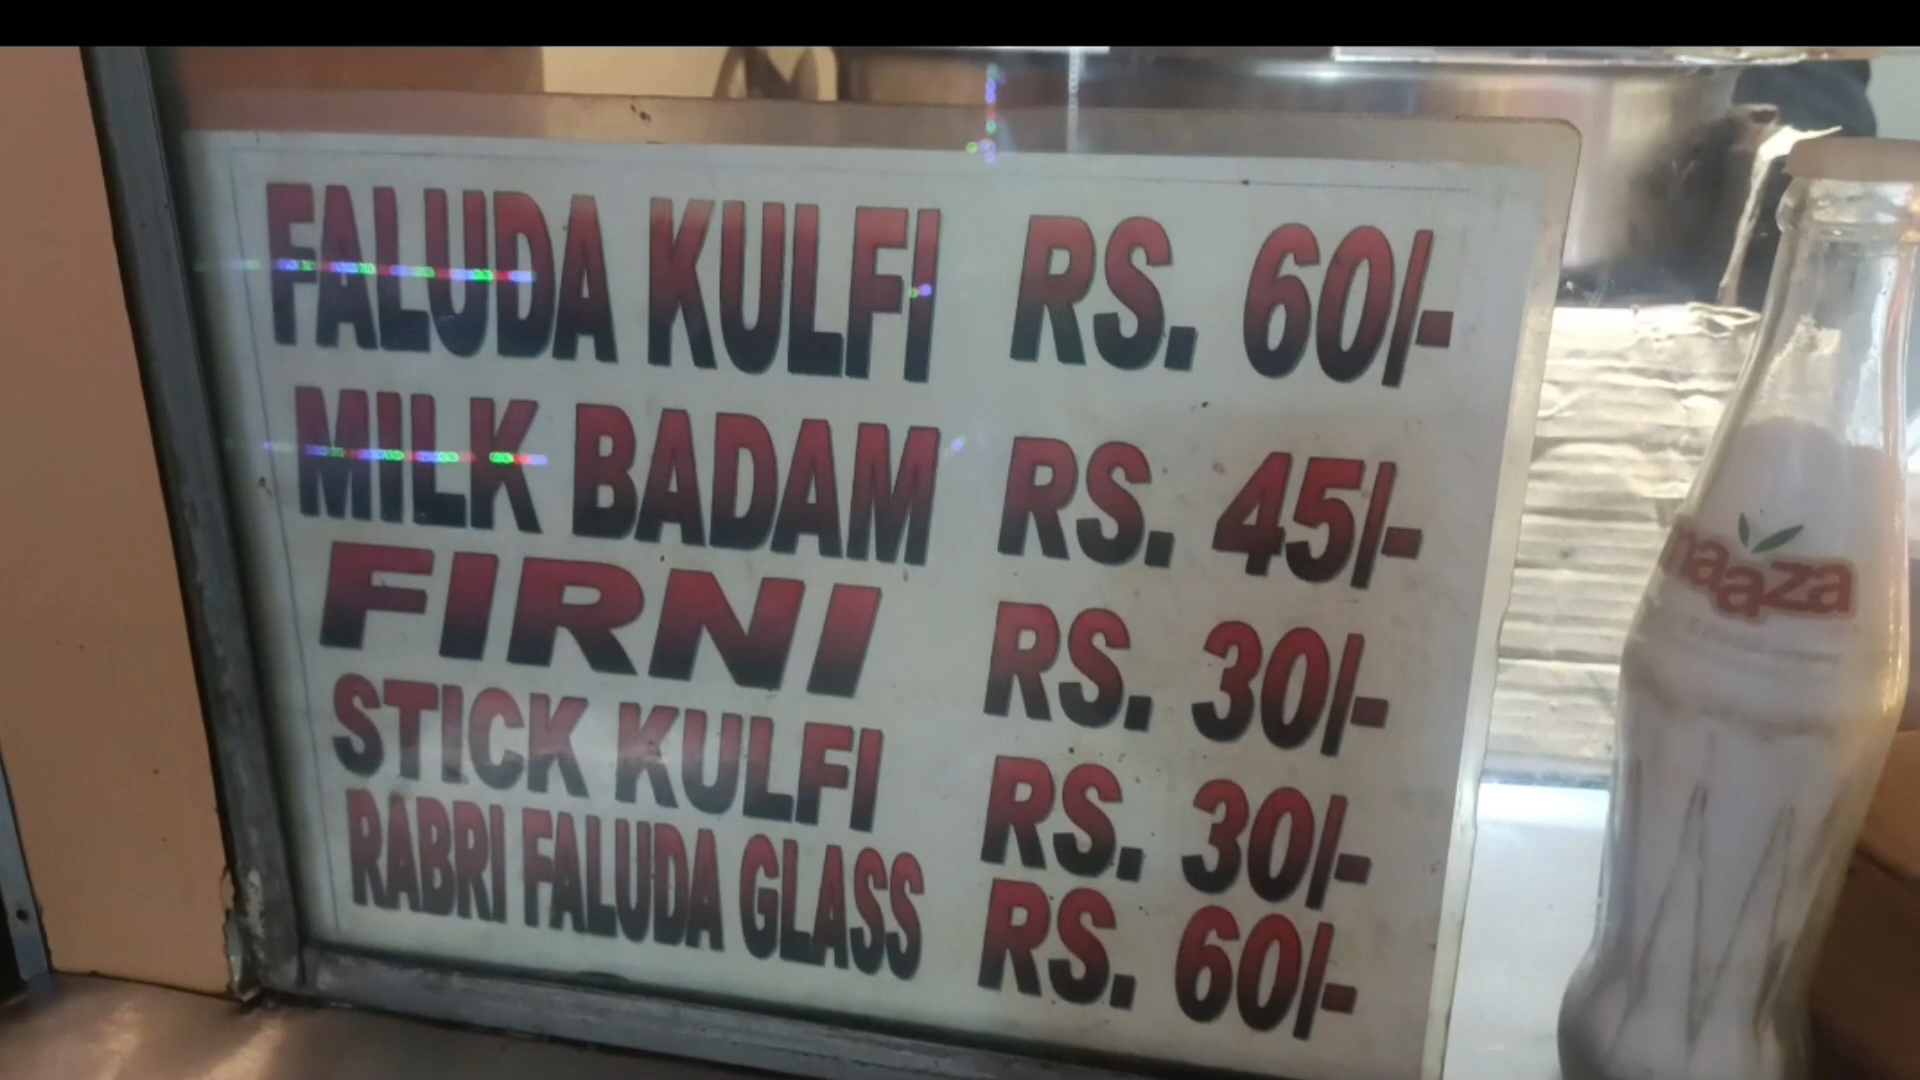 FALUDA KULFI RS. 60/-
MILK BADAM RS. 45/-
FIRNI RS. 30/-
STICK KULFI RS. 30/-
RABRI FALUDA GLASS RS. 60/-
maaza